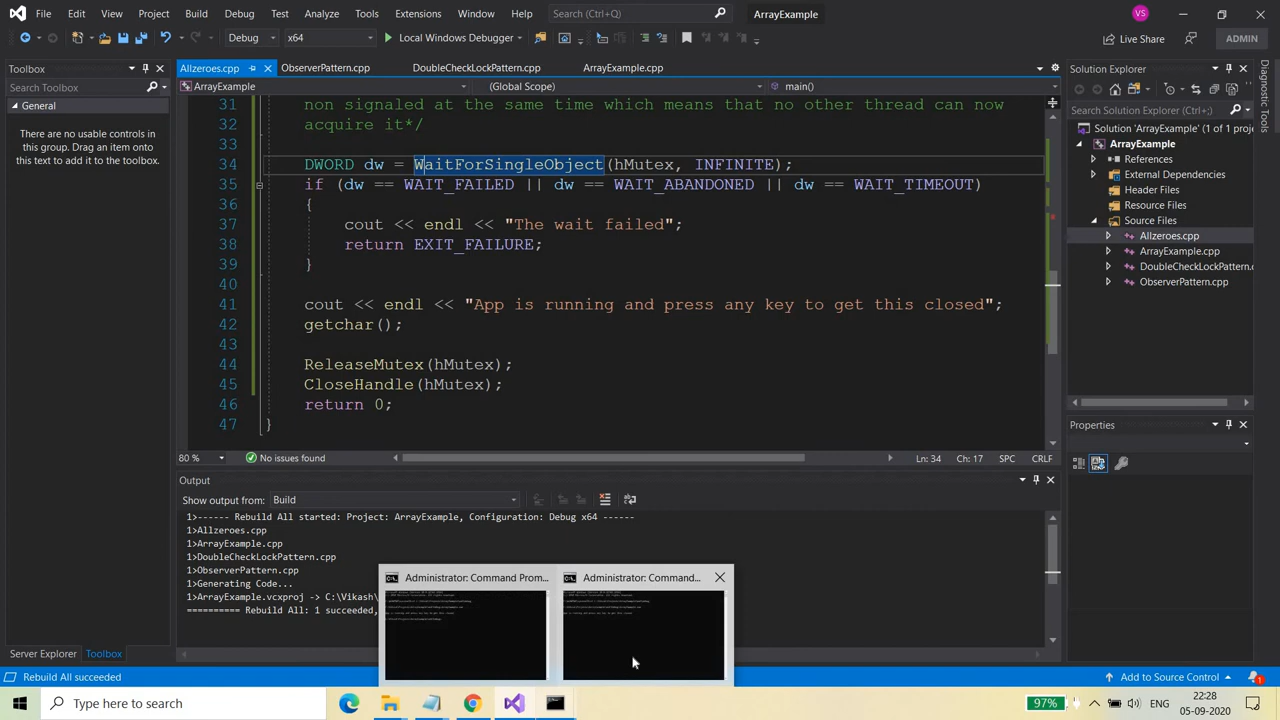 File Edit View Project Build Debug Test Analyze Tools Extensions Window Help Search (Ctrl+Q) ArrayExample VS
Debug x64 Local Windows Debugger Live Share ADMIN
Toolbox
Search Toolbox
General
There are no usable controls in
this group. Drag an item onto
this text to add it to the toolbox.
Server Explorer Toolbox
Allzeroes.cpp ObserverPattern.cpp DoubleCheckLockPattern.cpp ArrayExample.cpp
ArrayExample (Global Scope) main()
31 non signaled at the same time which means that no other thread can now
32 acquire it*/
33
34 DWORD dw = WaitForSingleObject(hMutex, INFINITE);
35 if (dw == WAIT_FAILED || dw == WAIT_ABANDONED || dw == WAIT_TIMEOUT)
36 {
37 cout << endl << "The wait failed";
38 return EXIT_FAILURE;
39 }
40
41 cout << endl << "App is running and press any key to get this closed";
42 getchar();
43
44 ReleaseMutex(hMutex);
45 CloseHandle(hMutex);
46 return 0;
47 }
80 % No issues found Ln: 34 Ch: 17 SPC CRLF
Output
Show output from: Build
1>------ Rebuild All started: Project: ArrayExample, Configuration: Debug x64 ------
1>Allzeroes.cpp
1>ArrayExample.cpp
1>DoubleCheckLockPattern.cpp
1>ObserverPattern.cpp
1>Generating Code...
1>ArrayExample.vcxproj -> C:\Vikash\
========== Rebuild All: 1 succeeded,
Administrator: Command Prom... Administrator: Command...
Solution Explorer
Search Solution Explorer (Ctrl+;)
Solution 'ArrayExample' (1 of 1 proje
ArrayExample
References
External Dependencies
Header Files
Resource Files
Source Files
Allzeroes.cpp
ArrayExample.cpp
DoubleCheckLockPattern.c
ObserverPattern.cpp
Properties
Diagnostic Tools
Rebuild All succeeded Add to Source Control 1
Type here to search 97% ENG 22:28
05-09-2020